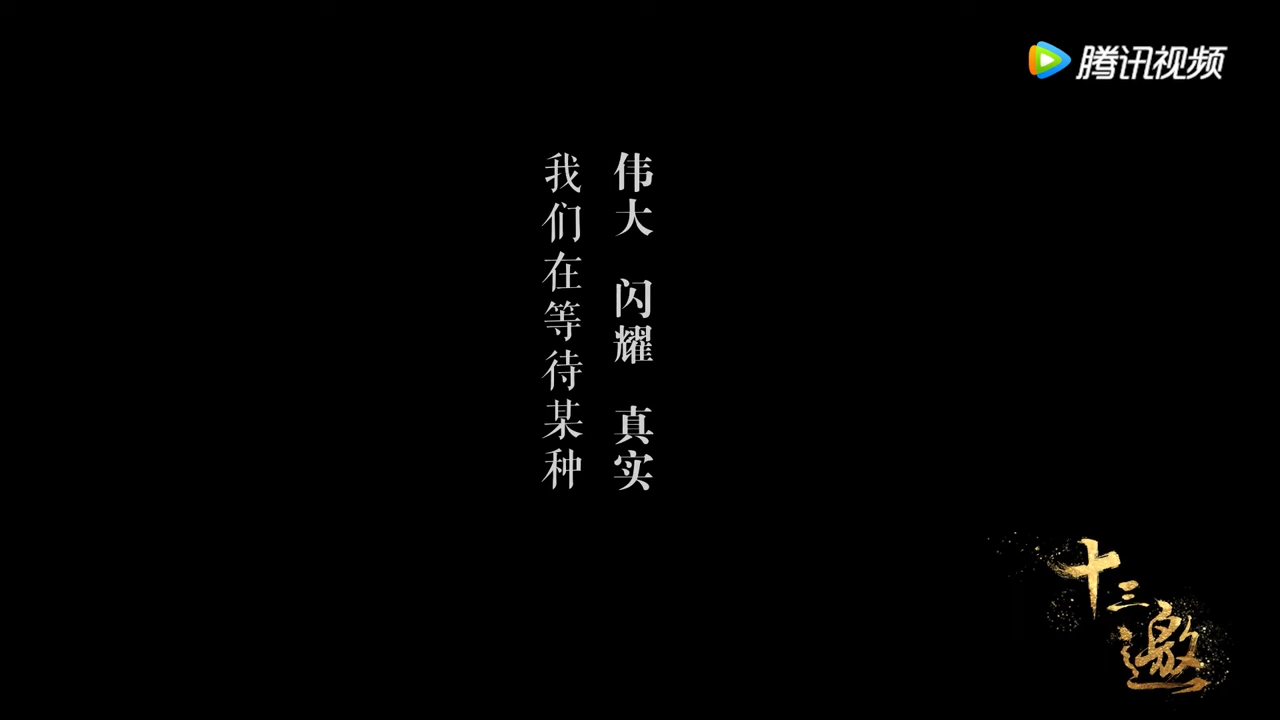 腾讯视频
我们在等待某种
伟大 闪耀 真实
十三邀